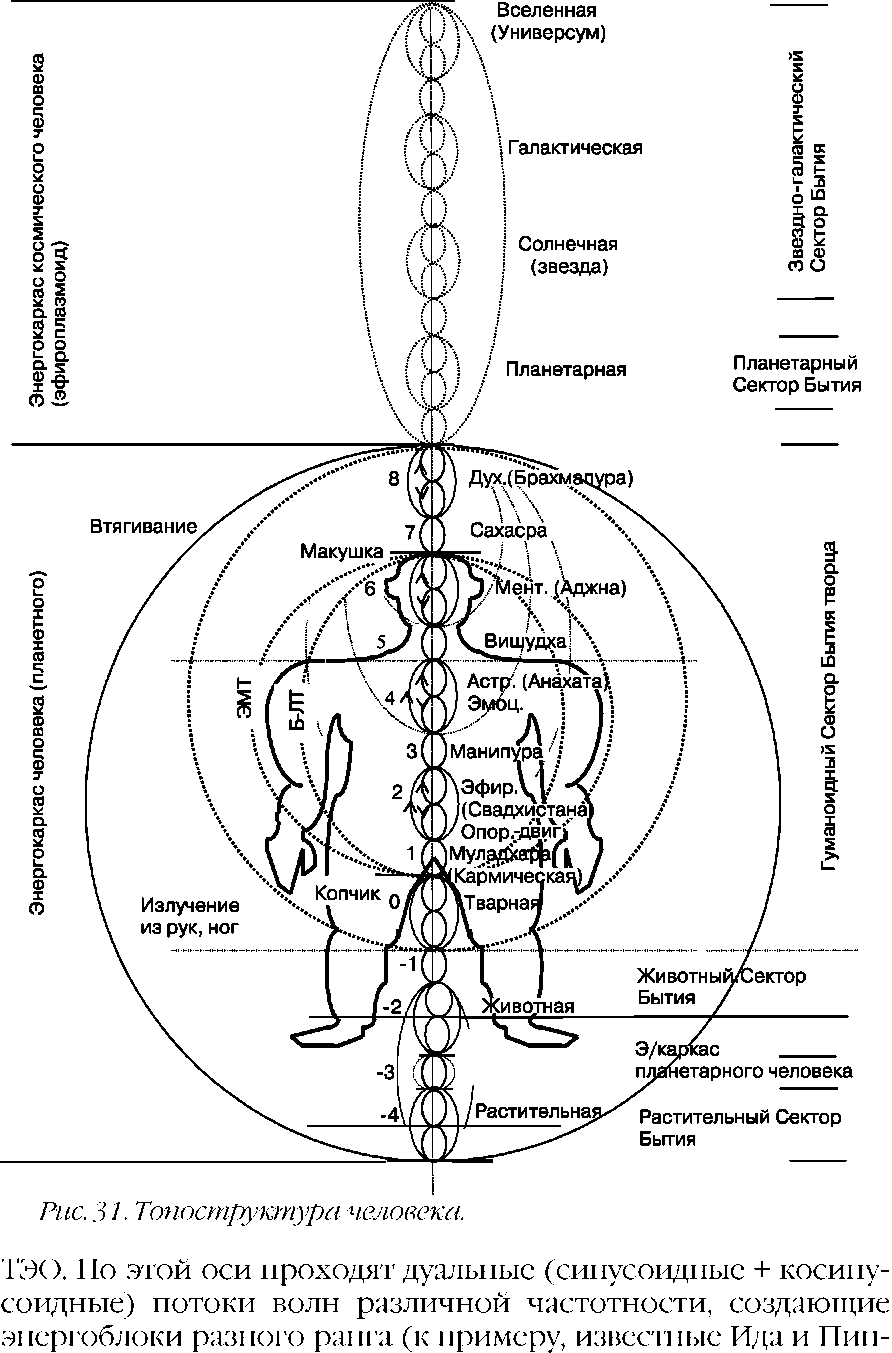 Вселенная
(Универсум)
Энергокаркас космического человека
(эфироплазмоид)
Галактическая
Звездно-галактический
Сектор Бытия
Солнечная
(звезда)
Планетарная
Планетарный
Сектор Бытия
8
Дух.(Брахмапура)
Втягивание
7
Сахасра
Макушка
6
Мент. (Аджна)
5
Вишудха
Энергокаркас человека (планетного)
ЭМТ
Б-ЛТ
4
Астр. (Анахата)
Эмоц.
Гуманоидный Сектор Бытия творца
3
Манипура
2
Эфир.
(Свадхистана)
Опор.-двиг.
1
Муладхара
(Кармическая)
Копчик
0
Тварная
Излучение
из рук, ног
-1
Животный Сектор
Бытия
-2
Животная
Э/каркас
планетарного человека
-3
-4
Растительная
Растительный Сектор
Бытия
Рис. 31. Топоструктура человека.
ТЭО. По этой оси проходят дуальные (синусоидные + косину-
соидные) потоки волн различной частотности, создающие
энергоблоки разного ранга (к примеру, известные Ида и Пин-